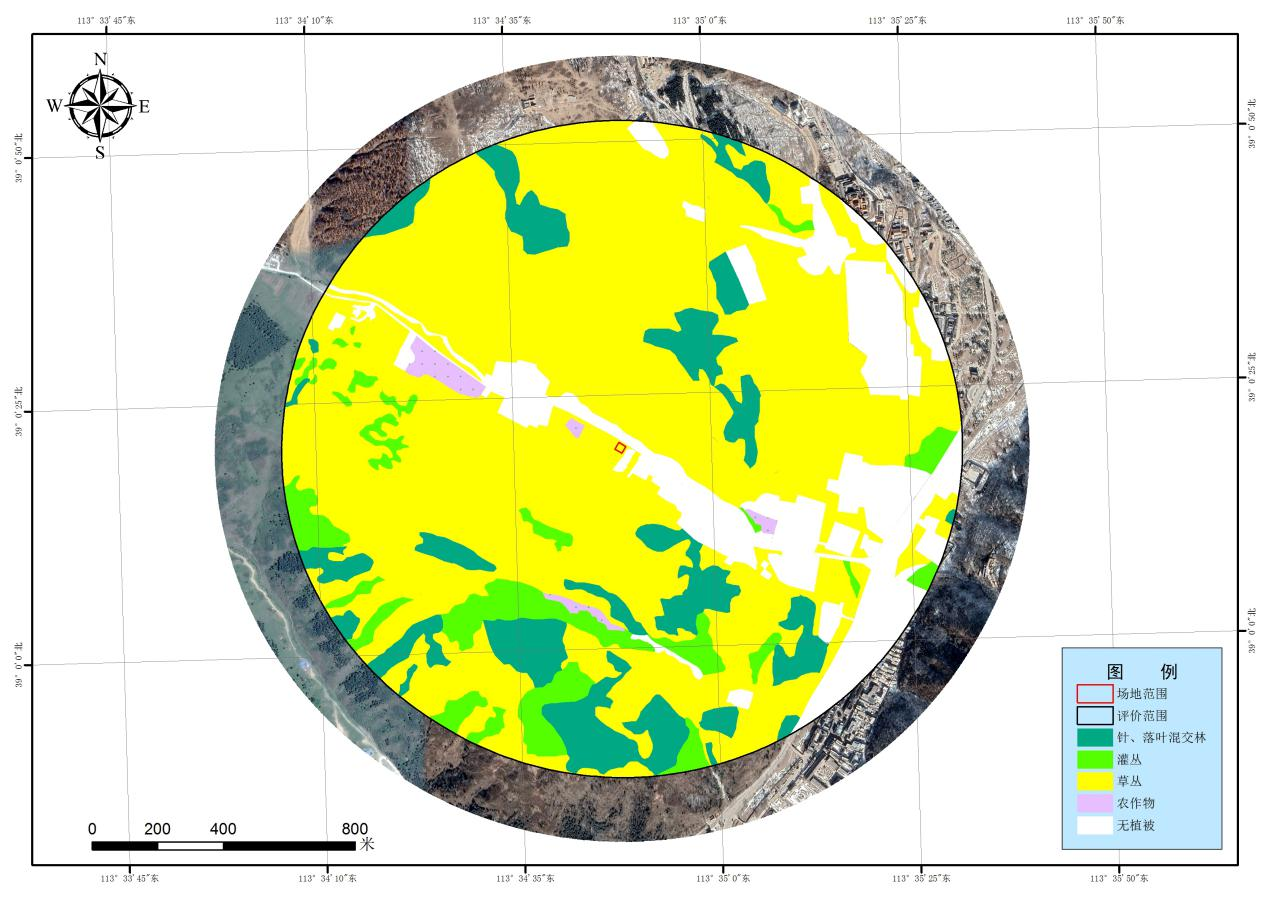 113° 33′45″东 113° 34′10″东 113° 34′35″东 113° 35′0″东 113° 35′25″东 113° 35′50″东
N
W E
S
39° 0′50″北 39° 0′50″北
39° 0′25″北 39° 0′25″北
39° 0′0″北 39° 0′0″北
图 例
场地范围
评价范围
针、落叶混交林
灌丛
草丛
农作物
无植被
0 200 400 800
米
113° 33′45″东 113° 34′10″东 113° 34′35″东 113° 35′0″东 113° 35′25″东 113° 35′50″东